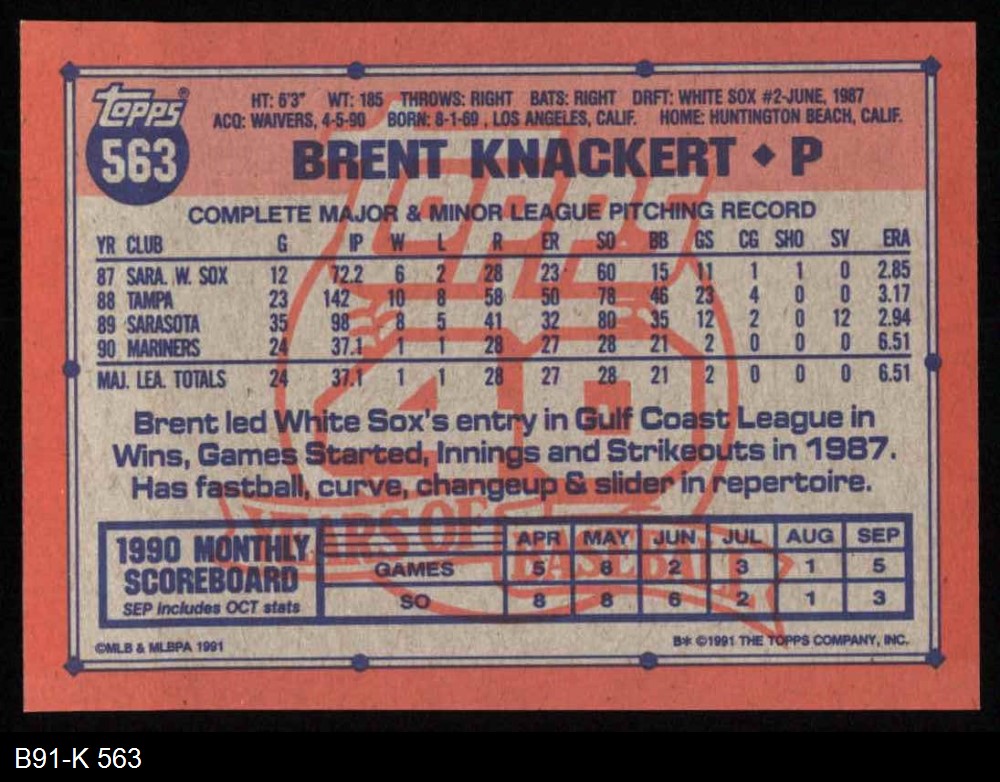 Topps®
563
HT: 6'3" WT: 185 THROWS: RIGHT BATS: RIGHT DRFT: WHITE SOX #2-JUNE, 1987
ACQ: WAIVERS, 4-5-90 BORN: 8-1-69 , LOS ANGELES, CALIF. HOME: HUNTINGTON BEACH, CALIF.
BRENT KNACKERT ♦ P
COMPLETE MAJOR & MINOR LEAGUE PITCHING RECORD
YR CLUB G IP W L R ER SO BB GS CG SHO SV ERA
87 SARA. W. SOX 12 72.2 6 2 28 23 60 15 11 1 1 0 2.85
88 TAMPA 23 142 10 8 58 50 78 46 23 4 0 0 3.17
89 SARASOTA 35 98 8 5 41 32 80 35 12 2 0 12 2.94
90 MARINERS 24 37.1 1 1 28 27 28 21 2 0 0 0 6.51
MAJ. LEA. TOTALS 24 37.1 1 1 28 27 28 21 2 0 0 0 6.51
Brent led White Sox's entry in Gulf Coast League in
Wins, Games Started, Innings and Strikeouts in 1987.
Has fastball, curve, changeup & slider in repertoire.
Topps
40
YEARS OF
BASEBALL
1990 MONTHLY
SCOREBOARD
SEP includes OCT stats
APR MAY JUN JUL AUG SEP
GAMES 5 8 2 3 1 5
SO 8 8 6 2 1 3
©MLB & MLBPA 1991
B* ©1991 THE TOPPS COMPANY, INC.
B91-K 563